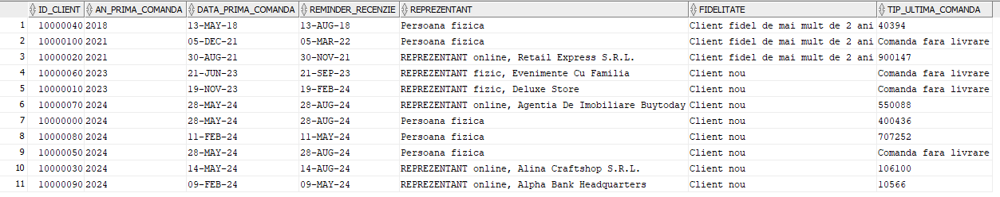 ID_CLIENT AN_PRIMA_COMANDA DATA_PRIMA_COMANDA REMINDER_RECENZIE REPREZENTANT FIDELITATE TIP_ULTIMA_COMANDA
1 10000040 2018 13-MAY-18 13-AUG-18 Persoana fizica Client fidel de mai mult de 2 ani 40394
2 10000100 2021 05-DEC-21 05-MAR-22 Persoana fizica Client fidel de mai mult de 2 ani Comanda fara livrare
3 10000020 2021 30-AUG-21 30-NOV-21 REPREZENTANT online, Retail Express S.R.L. Client fidel de mai mult de 2 ani 900147
4 10000060 2023 21-JUN-23 21-SEP-23 REPREZENTANT fizic, Evenimente Cu Familia Client nou Comanda fara livrare
5 10000010 2023 19-NOV-23 19-FEB-24 REPREZENTANT fizic, Deluxe Store Client nou Comanda fara livrare
6 10000070 2024 28-MAY-24 28-AUG-24 REPREZENTANT online, Agentia De Imobiliare Buytoday Client nou 550088
7 10000000 2024 28-MAY-24 28-AUG-24 Persoana fizica Client nou 400436
8 10000080 2024 11-FEB-24 11-MAY-24 Persoana fizica Client nou 707252
9 10000050 2024 28-MAY-24 28-AUG-24 Persoana fizica Client nou Comanda fara livrare
10 10000030 2024 14-MAY-24 14-AUG-24 REPREZENTANT online, Alina Craftshop S.R.L. Client nou 106100
11 10000090 2024 09-FEB-24 09-MAY-24 REPREZENTANT online, Alpha Bank Headquarters Client nou 10566